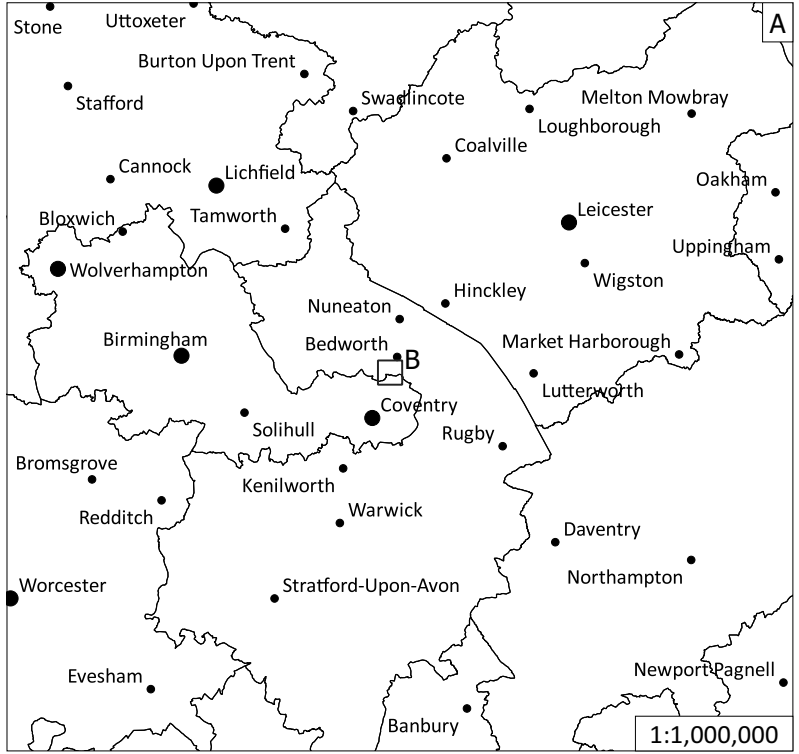 A
Stone
Uttoxeter
Burton Upon Trent
Stafford
Swadlincote
Melton Mowbray
Loughborough
Coalville
Cannock
Lichfield
Oakham
Bloxwich
Tamworth
Leicester
Uppingham
Wolverhampton
Wigston
Hinckley
Nuneaton
Birmingham
Bedworth
Market Harborough
B
Lutterworth
Coventry
Solihull
Rugby
Bromsgrove
Kenilworth
Redditch
Warwick
Daventry
Northampton
Worcester
Stratford-Upon-Avon
Evesham
Newport Pagnell
Banbury
1:1,000,000